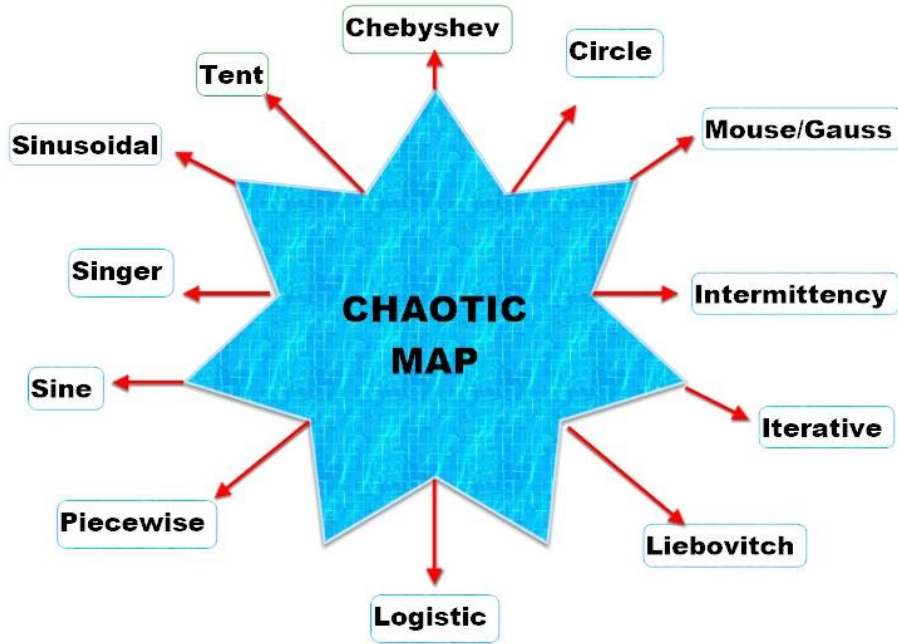 Chebyshev
Circle
Tent
Mouse/Gauss
Sinusoidal
Singer
Intermittency
CHAOTIC
MAP
Sine
Iterative
Piecewise
Liebovitch
Logistic